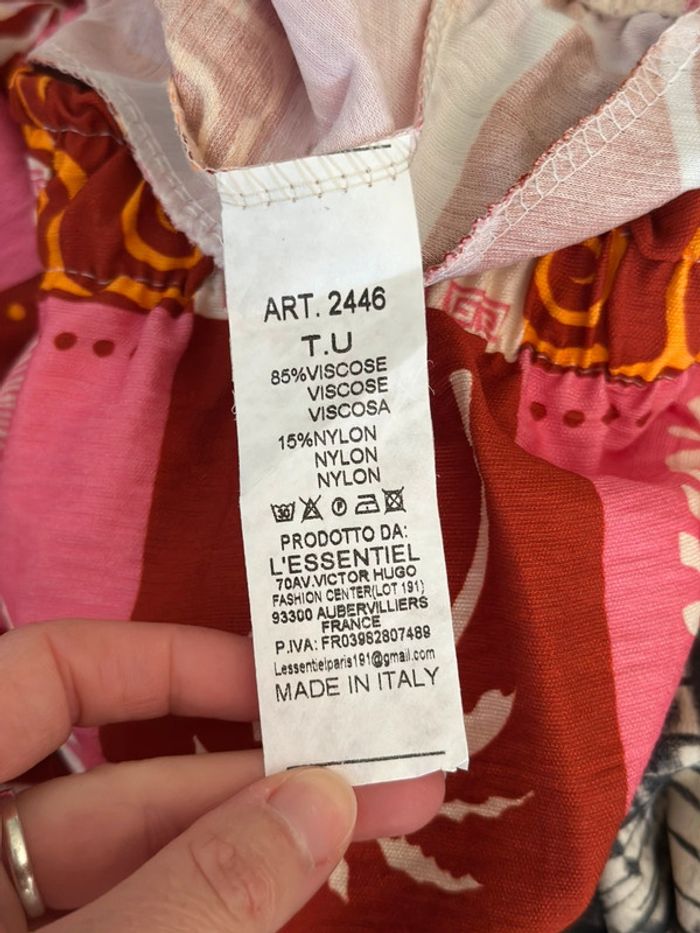 ART. 2446
T.U
85%VISCOSE
VISCOSE
VISCOSA
15%NYLON
NYLON
NYLON
30 P
PRODOTTO DA:
L'ESSENTIEL
70AV.VICTOR HUGO
FASHION CENTER(LOT 191)
93300 AUBERVILLIERS
FRANCE
P.IVA: FR03982807489
Lessentielparis191@gmail.com
MADE IN ITALY